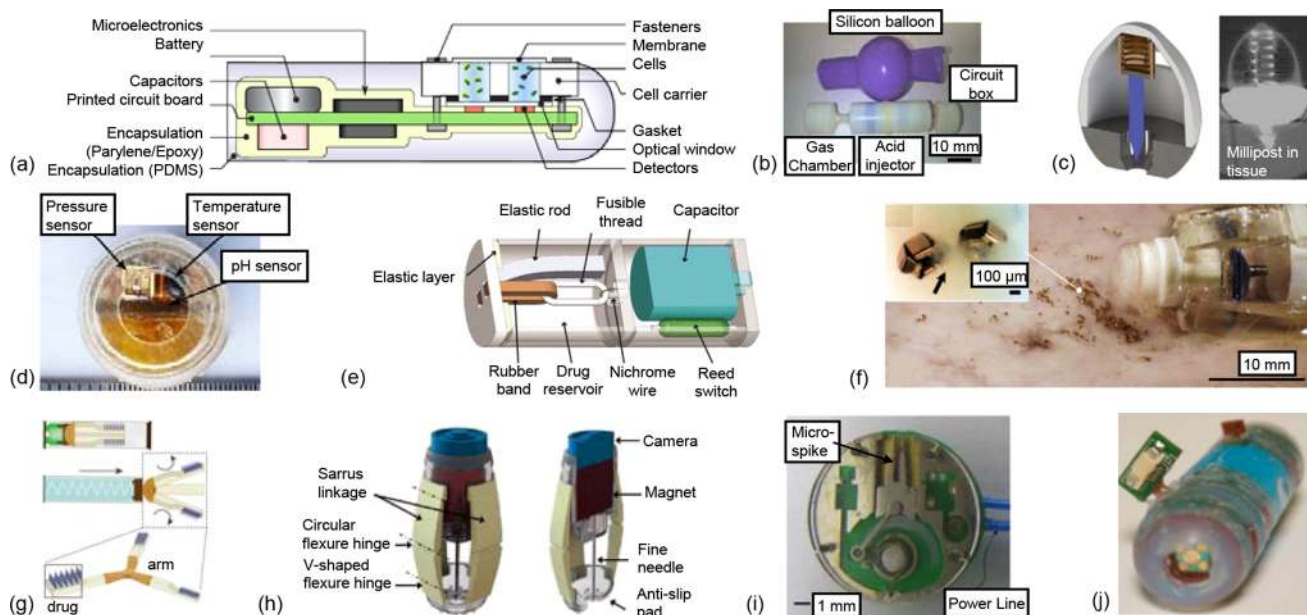 Microelectronics
Battery
Capacitors
Printed circuit board
Encapsulation
(Parylene/Epoxy)
Encapsulation (PDMS)
Fasteners
Membrane
Cells
Cell carrier
Gasket
Optical window
Detectors
(a)
Silicon balloon
Circuit
box
Gas
Chamber
Acid
injector
10 mm
(b)
Millipost in
tissue
(c)
Pressure
sensor
Temperature
sensor
pH sensor
(d)
Elastic rod
Fusible
thread
Capacitor
Elastic layer
Rubber
band
Drug
reservoir
Nichrome
wire
Reed
switch
(e)
100 µm
10 mm
(f)
arm
drug
(g)
Camera
Sarrus
linkage
Magnet
Circular
flexure hinge
V-shaped
flexure hinge
Fine
needle
Anti-slip
pad
(h)
Micro-
spike
1 mm
Power Line
(i)
(j)